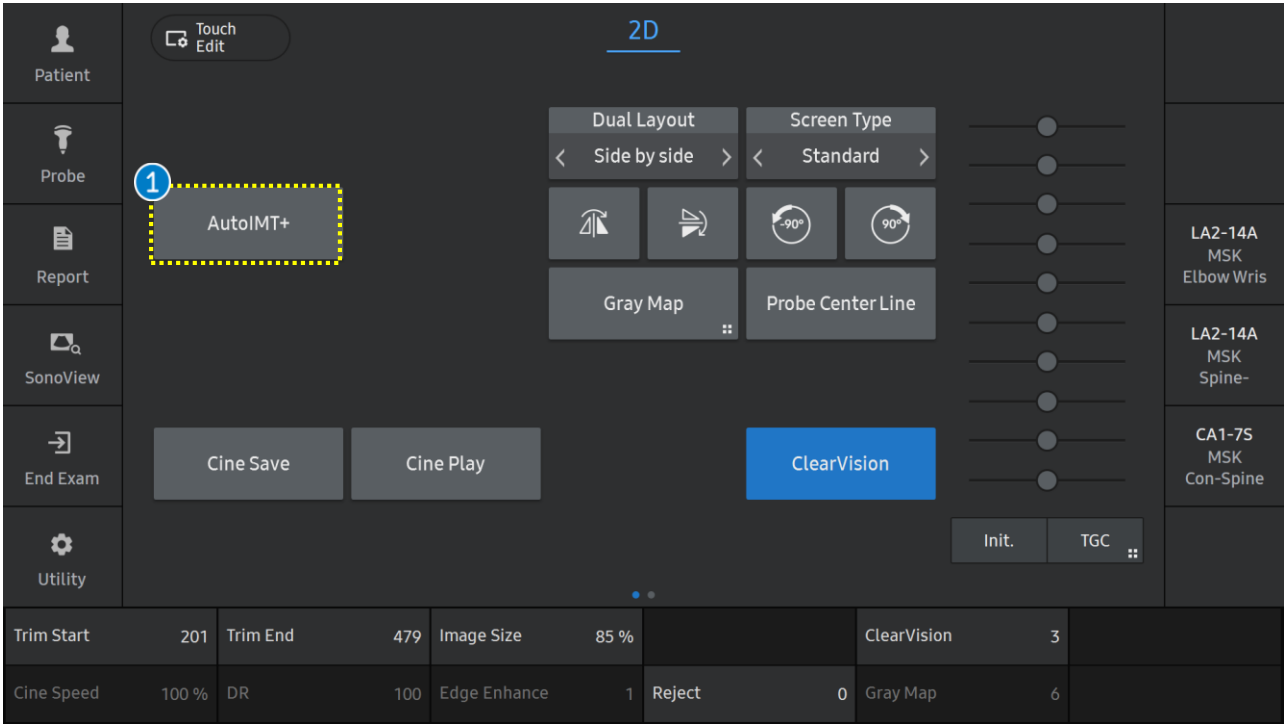 Patient
Probe
Report
SonoView
End Exam
Utility
Touch
Edit
2D
1
AutoIMT+
Dual Layout
Side by side
Screen Type
Standard
-90°
90°
Gray Map
Probe Center Line
Cine Save
Cine Play
ClearVision
Init.
TGC
LA2-14A
MSK
Elbow Wris
LA2-14A
MSK
Spine-
CA1-7S
MSK
Con-Spine
Trim Start 201
Trim End 479
Image Size 85 %
ClearVision 3
Cine Speed 100 %
DR 100
Edge Enhance 1
Reject 0
Gray Map 6